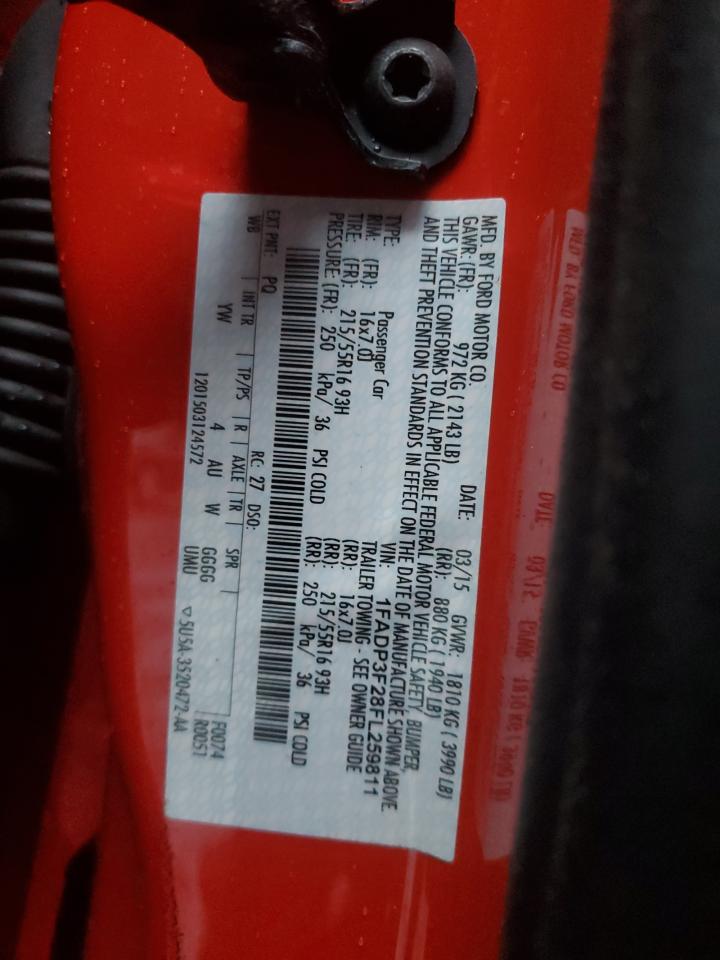 MFD. BY FORD MOTOR CO.
DATE: 03/15 GVWR: 1810 KG ( 3990 LB)
GAWR: (FR): 972 KG ( 2143 LB) (RR): 880 KG ( 1940 LB)
THIS VEHICLE CONFORMS TO ALL APPLICABLE FEDERAL MOTOR VEHICLE SAFETY, BUMPER,
AND THEFT PREVENTION STANDARDS IN EFFECT ON THE DATE OF MANUFACTURE SHOWN ABOVE.
VIN: 1FADP3F28FL259811
TYPE: Passenger Car TRAILER TOWING - SEE OWNER GUIDE
RIM: (FR): 16x7.0J (RR): 16x7.0J
TIRE: (FR): 215/55R16 93H (RR): 215/55R16 93H
PRESSURE: (FR): 250 kPa/ 36 PSI COLD (RR): 250 kPa/ 36 PSI COLD
EXT PNT: PQ RC: 27 DSO: F0074
WB INT TR TP/PS R AXLE TR SPR R0051
YW 4 AU W GGGG
UMU
1201503124572 ▽ 5U5A-3520472-AA